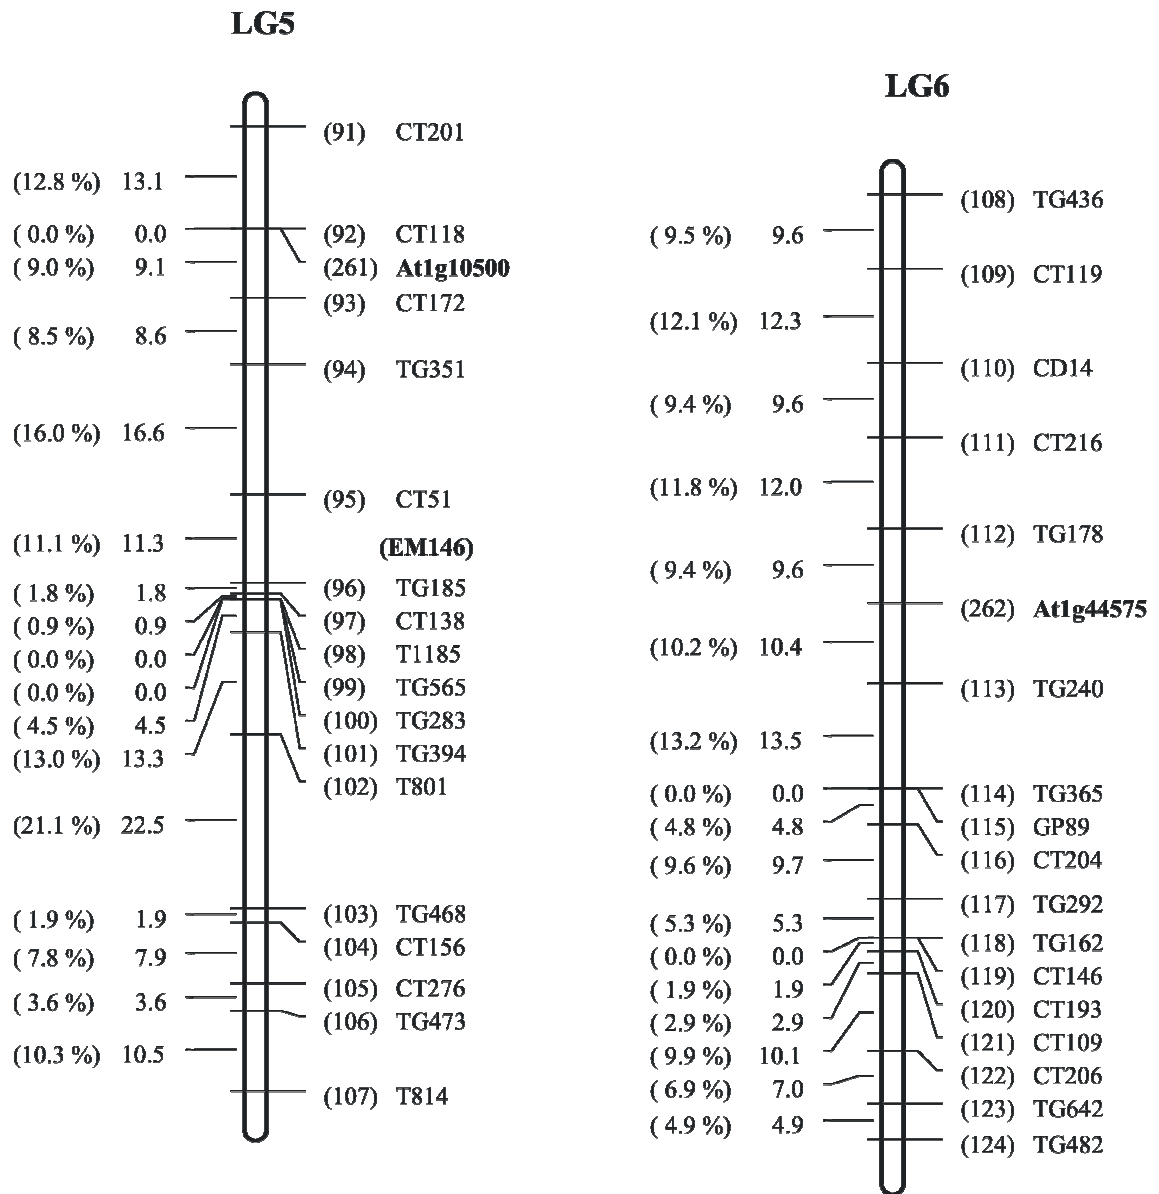 LG5
(91) CT201
(12.8 %) 13.1
( 0.0 %) 0.0 (92) CT118
( 9.0 %) 9.1 (261) At1g10500
(93) CT172
( 8.5 %) 8.6
(94) TG351
(16.0 %) 16.6
(95) CT51
(11.1 %) 11.3 (EM146)
( 1.8 %) 1.8 (96) TG185
( 0.9 %) 0.9 (97) CT138
( 0.0 %) 0.0 (98) T1185
( 0.0 %) 0.0 (99) TG565
( 4.5 %) 4.5 (100) TG283
(13.0 %) 13.3 (101) TG394
(102) T801
(21.1 %) 22.5
( 1.9 %) 1.9 (103) TG468
(104) CT156
( 7.8 %) 7.9
(105) CT276
( 3.6 %) 3.6
(106) TG473
(10.3 %) 10.5
(107) T814
LG6
(108) TG436
( 9.5 %) 9.6
(109) CT119
(12.1 %) 12.3
(110) CD14
( 9.4 %) 9.6
(111) CT216
(11.8 %) 12.0
(112) TG178
( 9.4 %) 9.6
(262) At1g44575
(10.2 %) 10.4
(113) TG240
(13.2 %) 13.5
( 0.0 %) 0.0 (114) TG365
( 4.8 %) 4.8 (115) GP89
( 9.6 %) 9.7 (116) CT204
(117) TG292
( 5.3 %) 5.3
(118) TG162
( 0.0 %) 0.0
(119) CT146
( 1.9 %) 1.9
(120) CT193
( 2.9 %) 2.9
(121) CT109
( 9.9 %) 10.1
(122) CT206
( 6.9 %) 7.0
(123) TG642
( 4.9 %) 4.9
(124) TG482